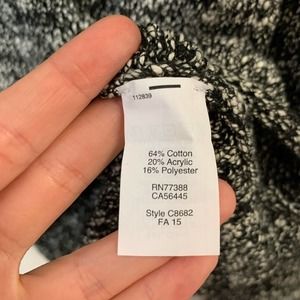 112839
64% Cotton
20% Acrylic
16% Polyester
RN77388
CA56445
Style C8682
FA 15